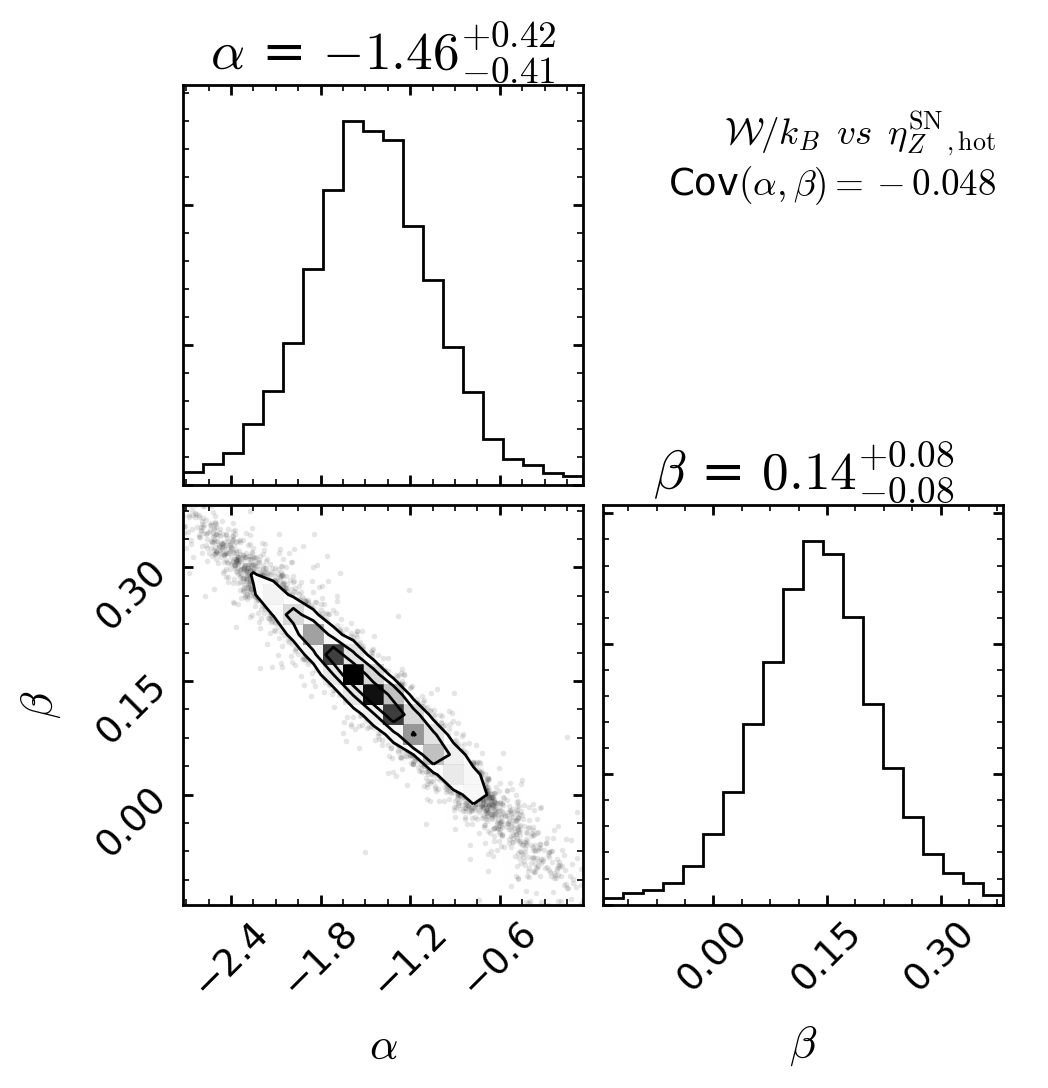 α = −1.46 +0.42 −0.41
𝒲/k_B vs η_Z^SN ,hot
Cov(α, β) = − 0.048
β = 0.14 +0.08 −0.08
β
0.30
0.15
0.00
−2.4 −1.8 −1.2 −0.6
0.00 0.15 0.30
α
β